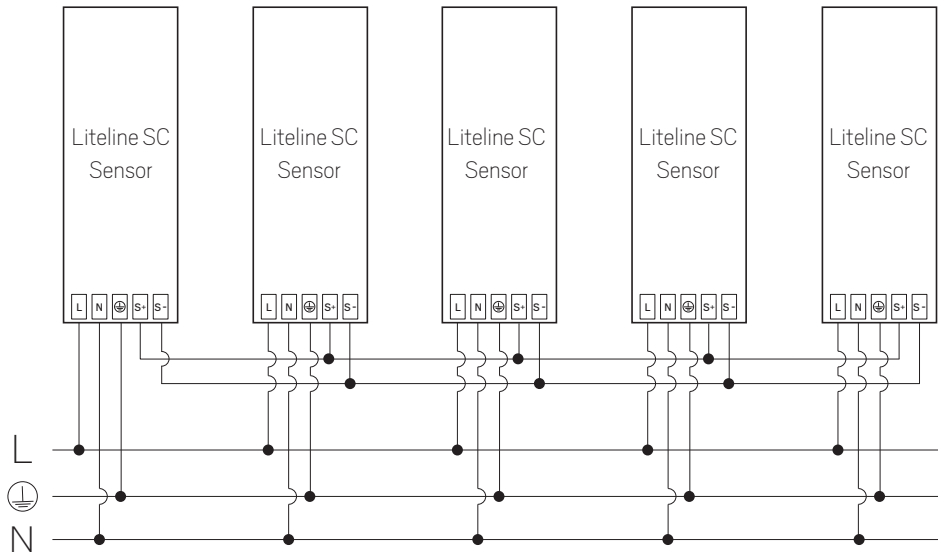 Liteline SC
Sensor
Liteline SC
Sensor
Liteline SC
Sensor
Liteline SC
Sensor
Liteline SC
Sensor
L N S+ S-
L N S+ S-
L N S+ S-
L N S+ S-
L N S+ S-
L
N